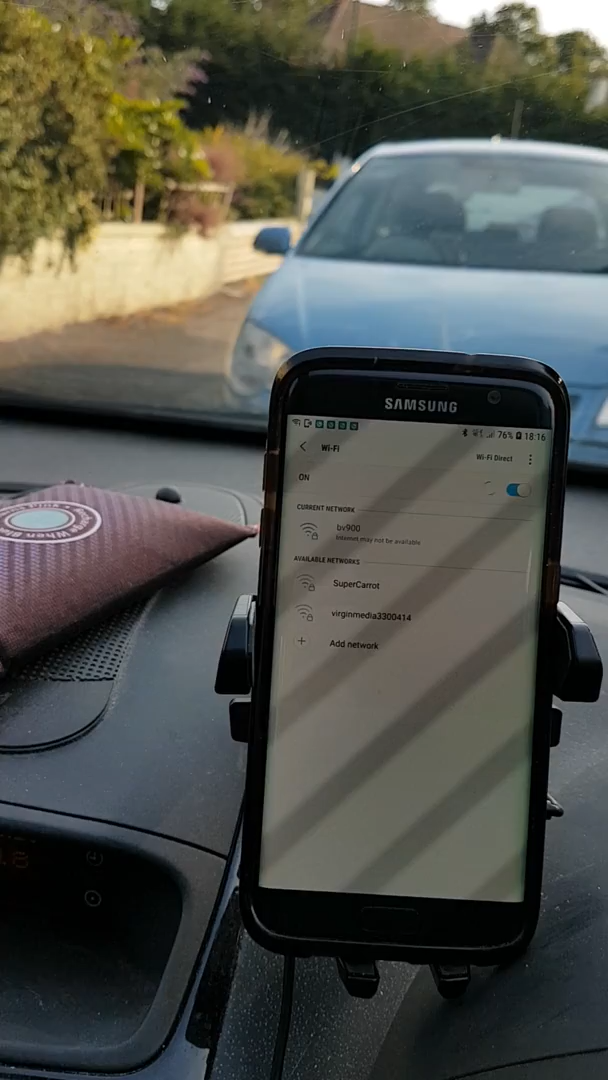 SAMSUNG
76% 18:16
Wi-Fi
Wi-Fi Direct
ON
CURRENT NETWORK
bv900
Internet may not be available.
AVAILABLE NETWORKS
SuperCarrot
virginmedia3300414
+ Add network
When